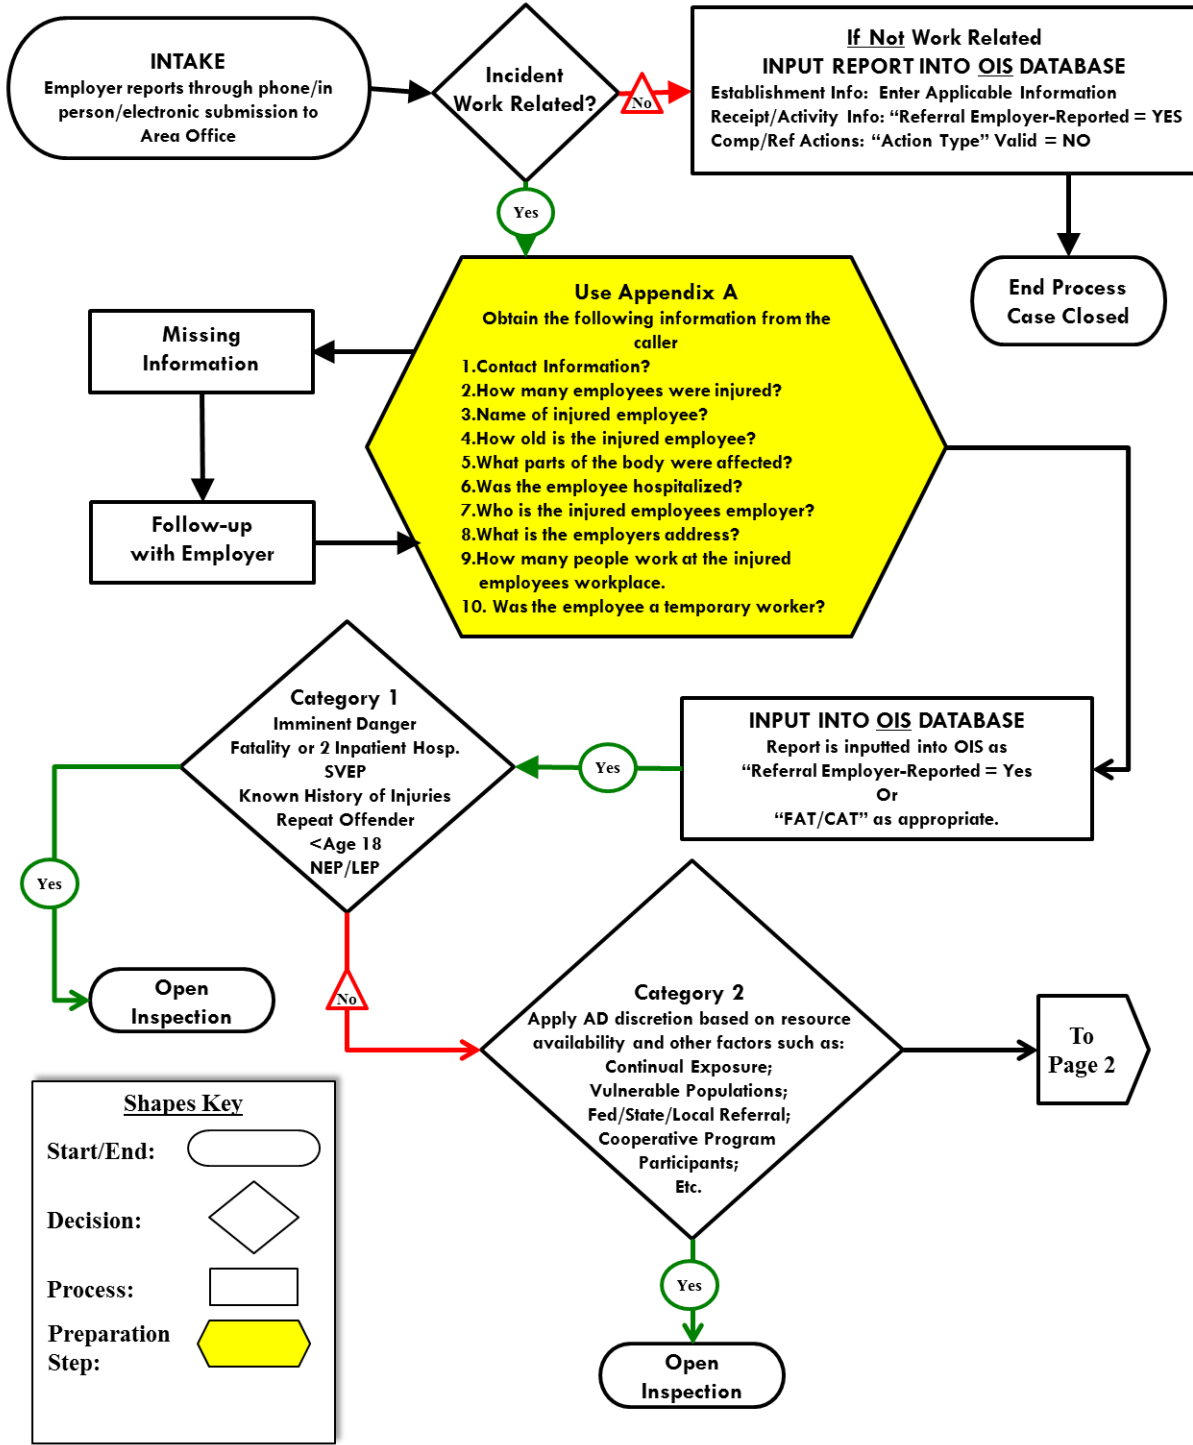 INTAKE
Employer reports through phone/in
person/electronic submission to
Area Office
Incident
Work Related?
No
If Not Work Related
INPUT REPORT INTO OIS DATABASE
Establishment Info:  Enter Applicable Information
Receipt/Activity Info: “Referral Employer-Reported = YES
Comp/Ref Actions: “Action Type” Valid = NO
Yes
End Process
Case Closed
Use Appendix A
Obtain the following information from the
caller
1.Contact Information?
2.How many employees were injured?
3.Name of injured employee?
4.How old is the injured employee?
5.What parts of the body were affected?
6.Was the employee hospitalized?
7.Who is the injured employees employer?
8.What is the employers address?
9.How many people work at the injured
employees workplace.
10. Was the employee a temporary worker?
Missing
Information
Follow-up
with Employer
INPUT INTO OIS DATABASE
Report is inputted into OIS as
“Referral Employer-Reported = Yes
Or
“FAT/CAT” as appropriate.
Yes
Category 1
Imminent Danger
Fatality or 2 Inpatient Hosp.
SVEP
Known History of Injuries
Repeat Offender
<Age 18
NEP/LEP
Yes
Open
Inspection
No
Category 2
Apply AD discretion based on resource
availability and other factors such as:
Continual Exposure;
Vulnerable Populations;
Fed/State/Local Referral;
Cooperative Program
Participants;
Etc.
To
Page 2
Yes
Open
Inspection
Shapes Key
Start/End:
Decision:
Process:
Preparation
Step: